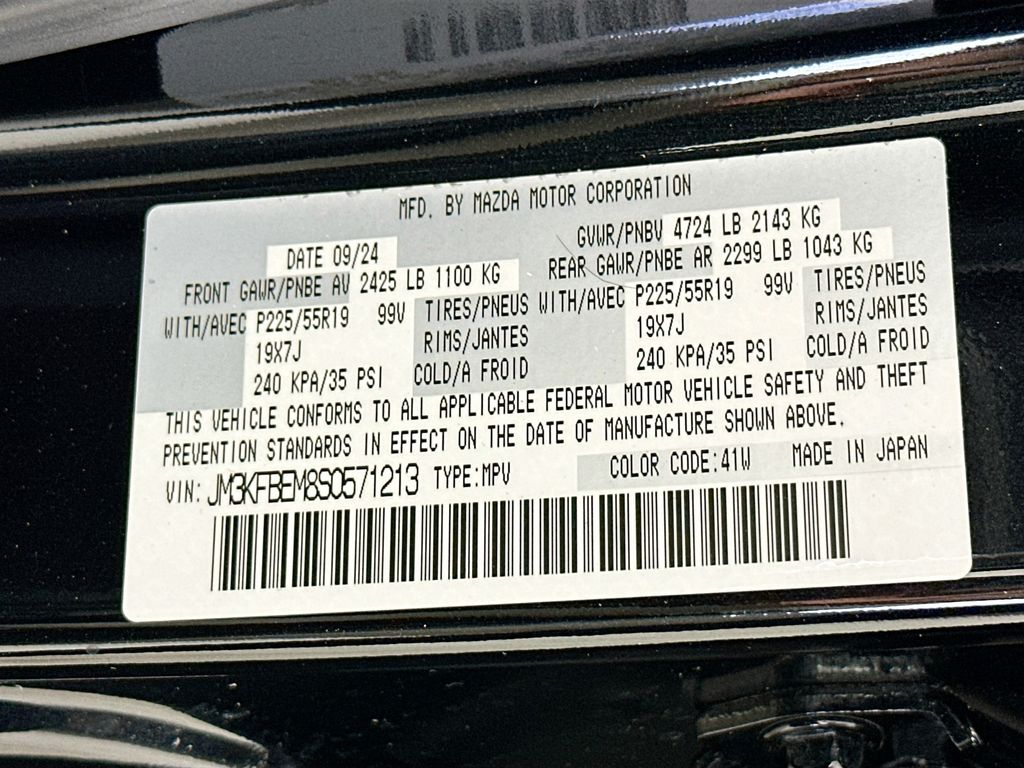 MFD. BY MAZDA MOTOR CORPORATION
DATE 09/24
GVWR/PNBV 4724 LB 2143 KG
FRONT GAWR/PNBE AV 2425 LB 1100 KG
REAR GAWR/PNBE AR 2299 LB 1043 KG
WITH/AVEC P225/55R19 99V TIRES/PNEUS
WITH/AVEC P225/55R19 99V TIRES/PNEUS
19X7J RIMS/JANTES
19X7J RIMS/JANTES
240 KPA/35 PSI COLD/A FROID
240 KPA/35 PSI COLD/A FROID
THIS VEHICLE CONFORMS TO ALL APPLICABLE FEDERAL MOTOR VEHICLE SAFETY AND THEFT
PREVENTION STANDARDS IN EFFECT ON THE DATE OF MANUFACTURE SHOWN ABOVE.
VIN: JM3KFBEM8S0571213 TYPE:MPV COLOR CODE:41W MADE IN JAPAN